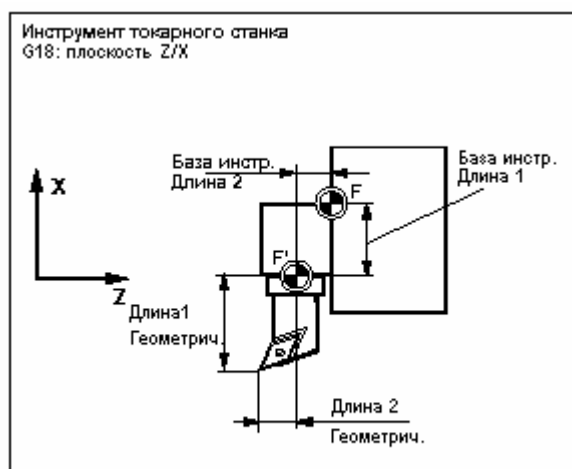 Инструмент токарного станка
G18: плоскость Z/X
База инстр.
Длина 2
База инстр.
Длина 1
F
X
F'
Z
Длина1
Геометрич.
Длина 2
Геометрич.